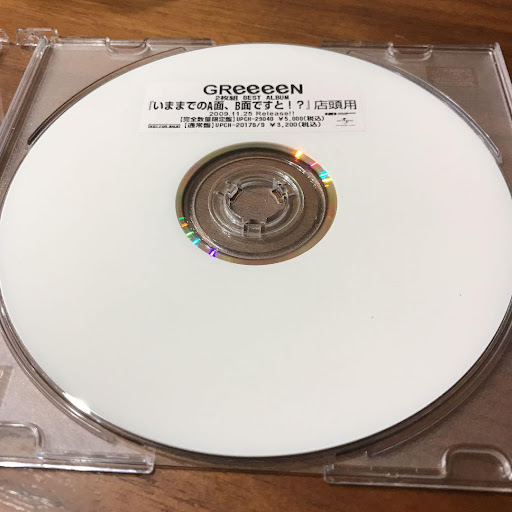 GReeeeN
2枚組 BEST ALBUM
『いままでのA面、B面ですと!?』店頭用
2009.11.25 Release!!
【完全数量限定盤】UPCH-29040 ¥5,000(税込)
【通常盤】UPCH-20178/9 ¥3,200(税込)